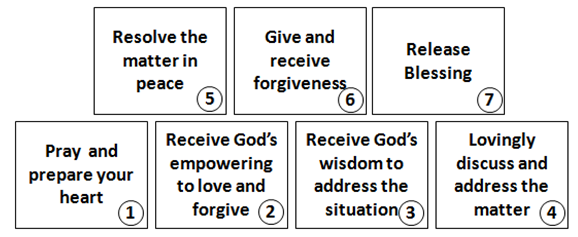 Resolve the
matter in
peace
5
Give and
receive
forgiveness
6
Release
Blessing
7
Pray and
prepare your
heart
1
Receive God's
empowering
to love and
forgive 2
Receive God's
wisdom to
address the
situation 3
Lovingly
discuss and
address the
matter 4